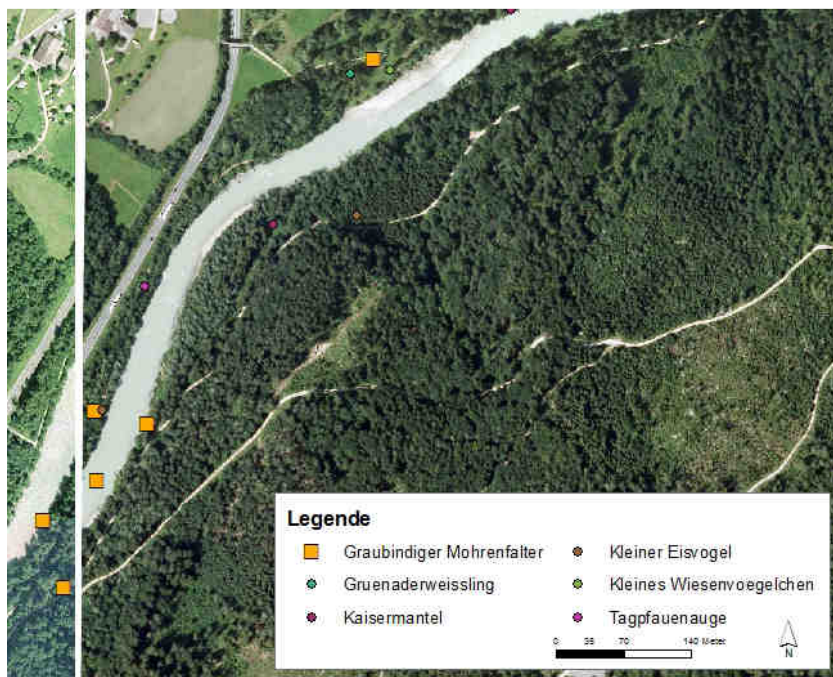 Legende
Graubindiger Mohrenfalter
Gruenaderweissling
Kaisermantel
Kleiner Eisvogel
Kleines Wiesenvoegelchen
Tagpfauenauge
0 35 70 140 Meter
N